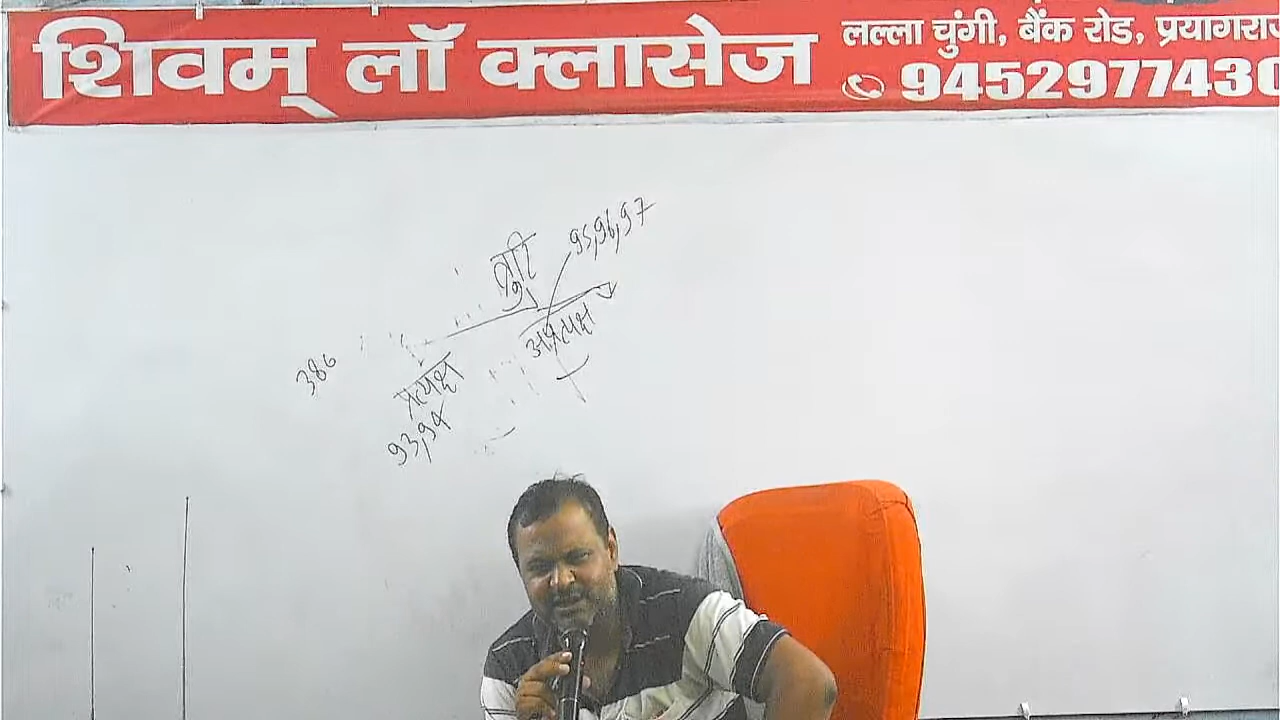 शिवम् लॉ क्लासेज
लल्ला चुंगी, बैंक रोड, प्रयागराज
9452977430
त्रुटि 95,96,97
प्रत्यक्ष अप्रत्यक्ष
93,94
386